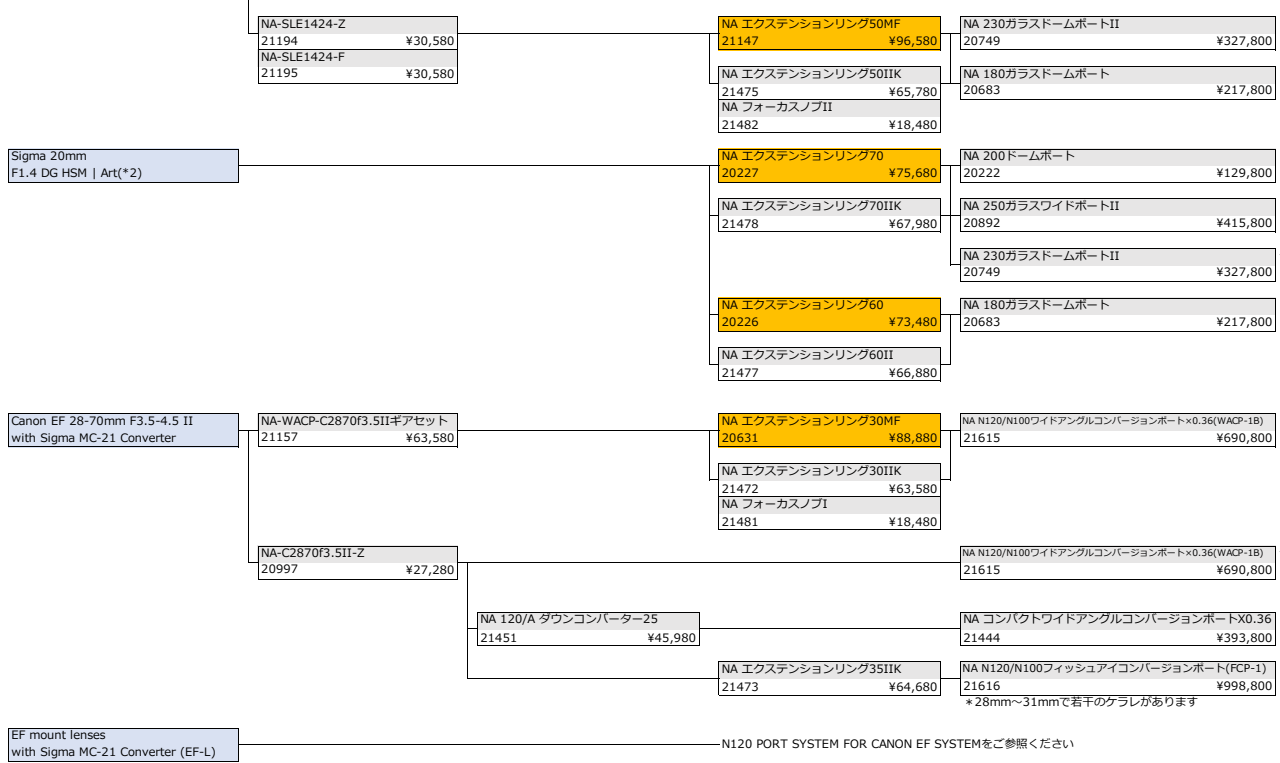 NA-SLE1424-Z
21194 ¥30,580
NA-SLE1424-F
21195 ¥30,580
NA エクステンションリング50MF
21147 ¥96,580
NA エクステンションリング50IIK
21475 ¥65,780
NA フォーカスノブII
21482 ¥18,480
NA 230ガラスドームポートII
20749 ¥327,800
NA 180ガラスドームポート
20683 ¥217,800
Sigma 20mm
F1.4 DG HSM | Art(*2)
NA エクステンションリング70
20227 ¥75,680
NA エクステンションリング70IIK
21478 ¥67,980
NA エクステンションリング60
20226 ¥73,480
NA エクステンションリング60II
21477 ¥66,880
NA 200ドームポート
20222 ¥129,800
NA 250ガラスワイドポートII
20892 ¥415,800
NA 230ガラスドームポートII
20749 ¥327,800
NA 180ガラスドームポート
20683 ¥217,800
Canon EF 28-70mm F3.5-4.5 II
with Sigma MC-21 Converter
NA-WACP-C2870f3.5IIギアセット
21157 ¥63,580
NA エクステンションリング30MF
20631 ¥88,880
NA エクステンションリング30IIK
21472 ¥63,580
NA フォーカスノブI
21481 ¥18,480
NA N120/N100ワイドアングルコンバージョンポート×0.36(WACP-1B)
21615 ¥690,800
NA-C2870f3.5II-Z
20997 ¥27,280
NA N120/N100ワイドアングルコンバージョンポート×0.36(WACP-1B)
21615 ¥690,800
NA 120/A ダウンコンバーター25
21451 ¥45,980
NA コンパクトワイドアングルコンバージョンポートX0.36
21444 ¥393,800
NA エクステンションリング35IIK
21473 ¥64,680
NA N120/N100フィッシュアイコンバージョンポート(FCP-1)
21616 ¥998,800
＊28mm～31mmで若干のケラレがあります
EF mount lenses
with Sigma MC-21 Converter (EF-L)
N120 PORT SYSTEM FOR CANON EF SYSTEMをご参照ください